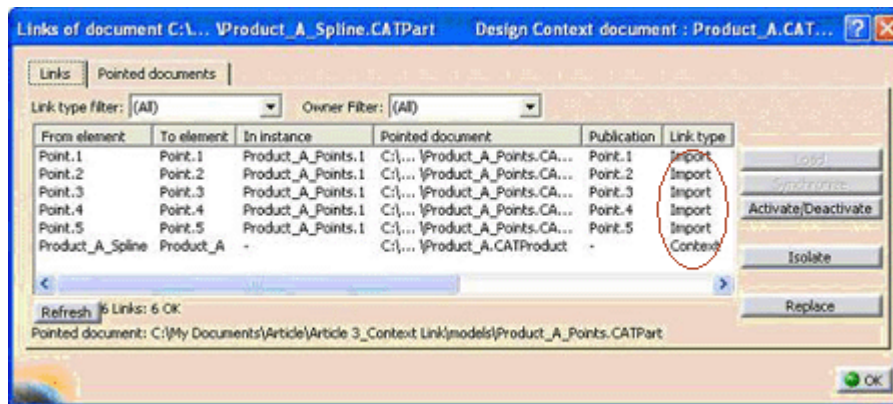 Links of document C:\... \Product_A_Spline.CATPart Design Context document : Product_A.CAT... ?
Links Pointed documents
Link type filter: (All) Owner Filter: (All)
From element To element In instance Pointed document Publication Link type
Point.1 Point.1 Product_A_Points.1 C:\... \Product_A_Points.CA... Point.1 Import
Point.2 Point.2 Product_A_Points.1 C:\... \Product_A_Points.CA... Point.2 Import
Point.3 Point.3 Product_A_Points.1 C:\... \Product_A_Points.CA... Point.3 Import
Point.4 Point.4 Product_A_Points.1 C:\... \Product_A_Points.CA... Point.4 Import
Point.5 Point.5 Product_A_Points.1 C:\... \Product_A_Points.CA... Point.5 Import
Product_A_Spline Product_A - C:\... \Product_A.CATProduct - Context
Load
Synchronize
Activate/Deactivate
Isolate
Replace
Refresh 6 Links: 6 OK
Pointed document: C:\My Documents\Article\Article 3_Context Link\models\Product_A_Points.CATPart
OK